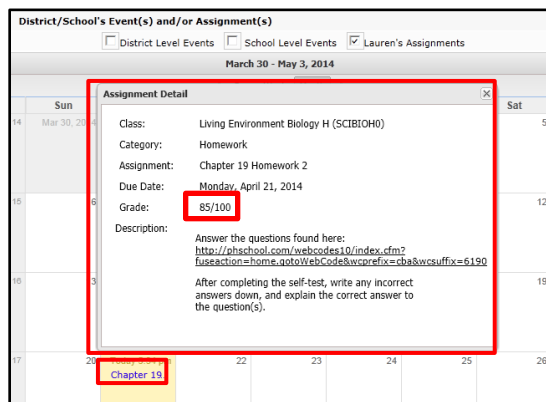 District/School's Event(s) and/or Assignment(s)
District Level Events School Level Events Lauren's Assignments
March 30 - May 3, 2014
Assignment Detail
Sun Sat
14 Mar 30, 5
Class: Living Environment Biology H (SCIBIOH0)
Category: Homework
Assignment: Chapter 19 Homework 2
Due Date: Monday, April 21, 2014
15 6 12
Grade: 85/100
Description:
Answer the questions found here:
http://phschool.com/webcodes10/index.cfm?
fuseaction=home.gotoWebCode&wcprefix=cba&wcsuffix=6190
16 19
After completing the self-test, write any incorrect
answers down, and explain the correct answer to
the question(s).
17 20 Today 22 23 24 25 26
Chapter 19